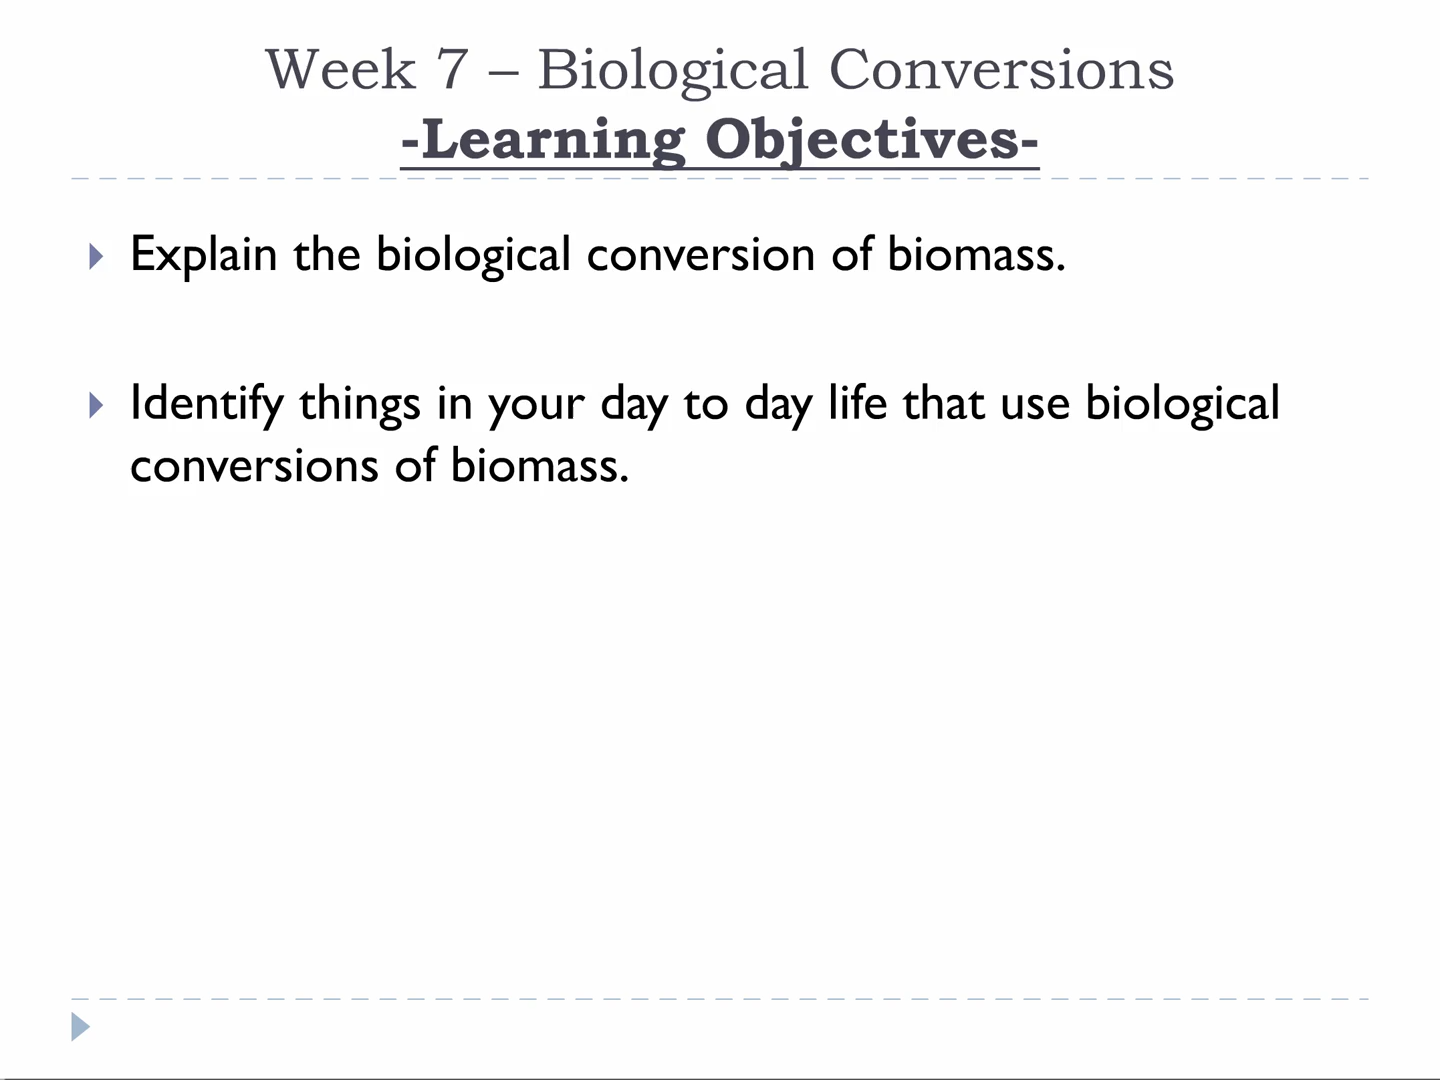 Week 7 – Biological Conversions
-Learning Objectives-
Explain the biological conversion of biomass.
Identify things in your day to day life that use biological
conversions of biomass.